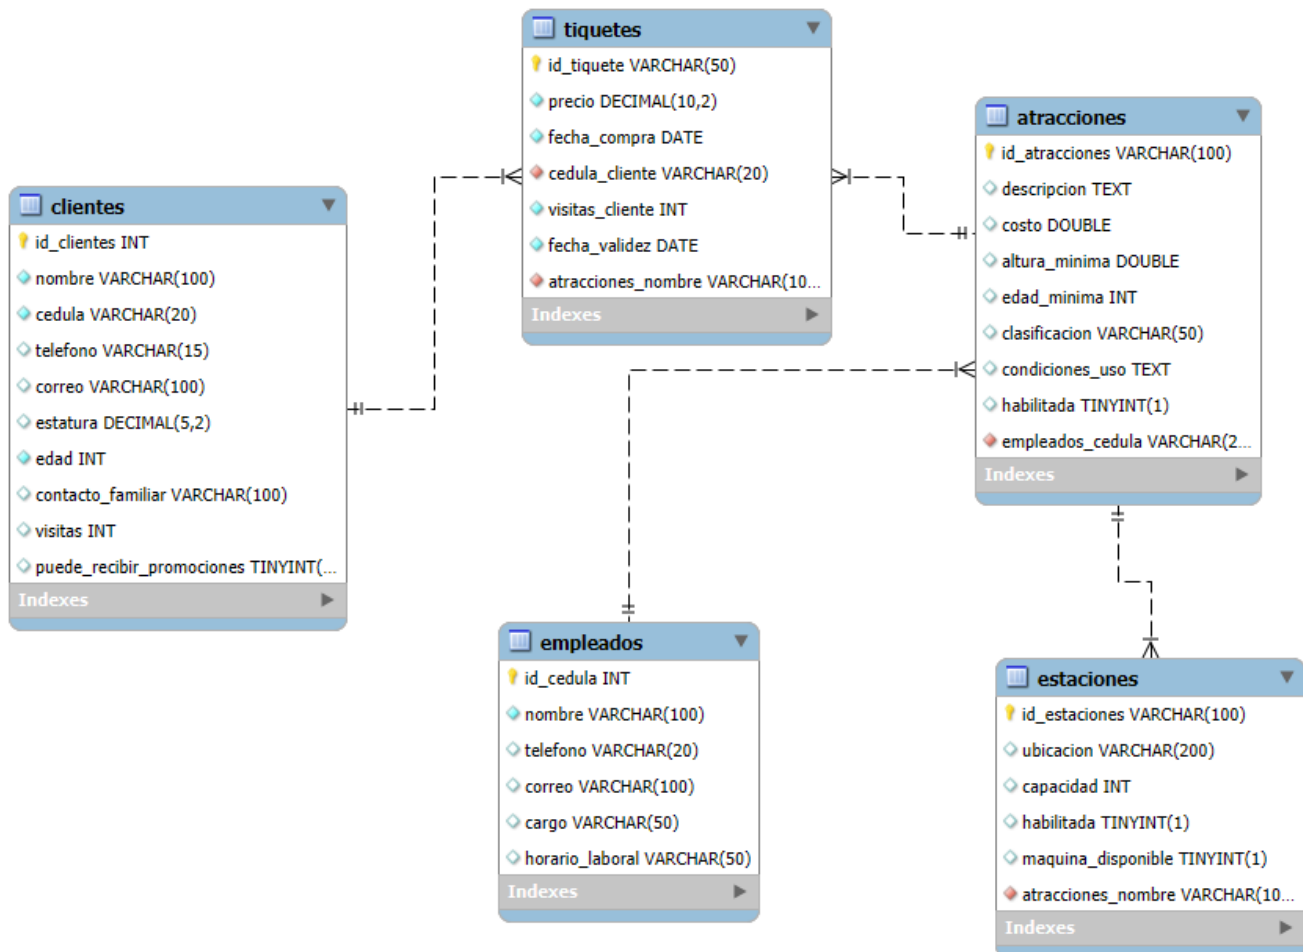 tiquetes
id_tiquete VARCHAR(50)
precio DECIMAL(10,2)
fecha_compra DATE
cedula_cliente VARCHAR(20)
visitas_cliente INT
fecha_validez DATE
atracciones_nombre VARCHAR(10...
Indexes
atracciones
id_atracciones VARCHAR(100)
descripcion TEXT
costo DOUBLE
altura_minima DOUBLE
edad_minima INT
clasificacion VARCHAR(50)
condiciones_uso TEXT
habilitada TINYINT(1)
empleados_cedula VARCHAR(2...
Indexes
clientes
id_clientes INT
nombre VARCHAR(100)
cedula VARCHAR(20)
telefono VARCHAR(15)
correo VARCHAR(100)
estatura DECIMAL(5,2)
edad INT
contacto_familiar VARCHAR(100)
visitas INT
puede_recibir_promociones TINYINT(...
Indexes
empleados
id_cedula INT
nombre VARCHAR(100)
telefono VARCHAR(20)
correo VARCHAR(100)
cargo VARCHAR(50)
horario_laboral VARCHAR(50)
Indexes
estaciones
id_estaciones VARCHAR(100)
ubicacion VARCHAR(200)
capacidad INT
habilitada TINYINT(1)
maquina_disponible TINYINT(1)
atracciones_nombre VARCHAR(10...
Indexes